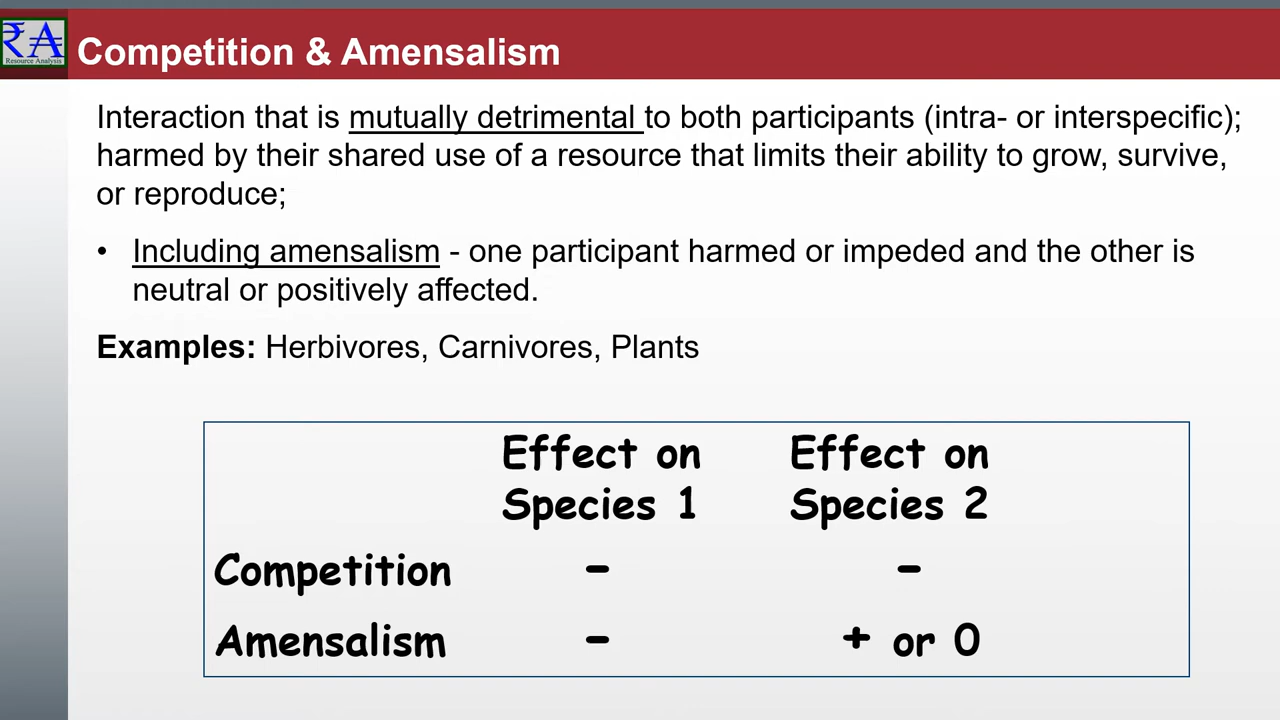 ₹A
Resource Analysis
Competition & Amensalism
Interaction that is mutually detrimental to both participants (intra- or interspecific);
harmed by their shared use of a resource that limits their ability to grow, survive,
or reproduce;
• Including amensalism - one participant harmed or impeded and the other is
neutral or positively affected.
Examples: Herbivores, Carnivores, Plants
Effect on Effect on
Species 1 Species 2
Competition - -
Amensalism - + or 0